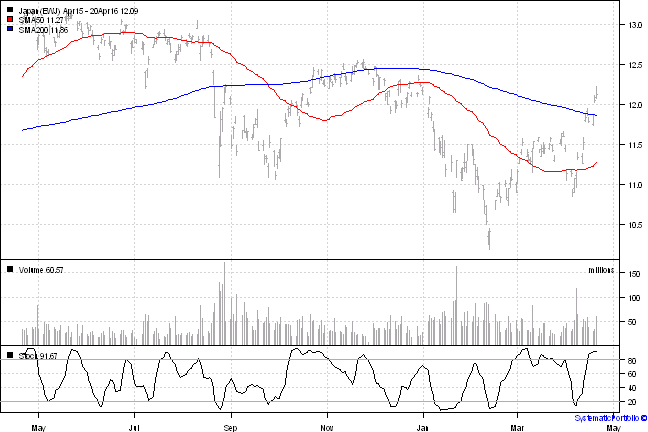 Japan (EWJ) Apr15 - 20Apr16 12.09
SMA50 11.27
SMA200 11.86
13.0
12.5
12.0
11.5
11.0
10.5
Volume 60.57
millions
150
100
50
Stoch 91.67
80
60
40
20
May Jul Sep Nov Jan Mar May
SystematicPortfolio ©